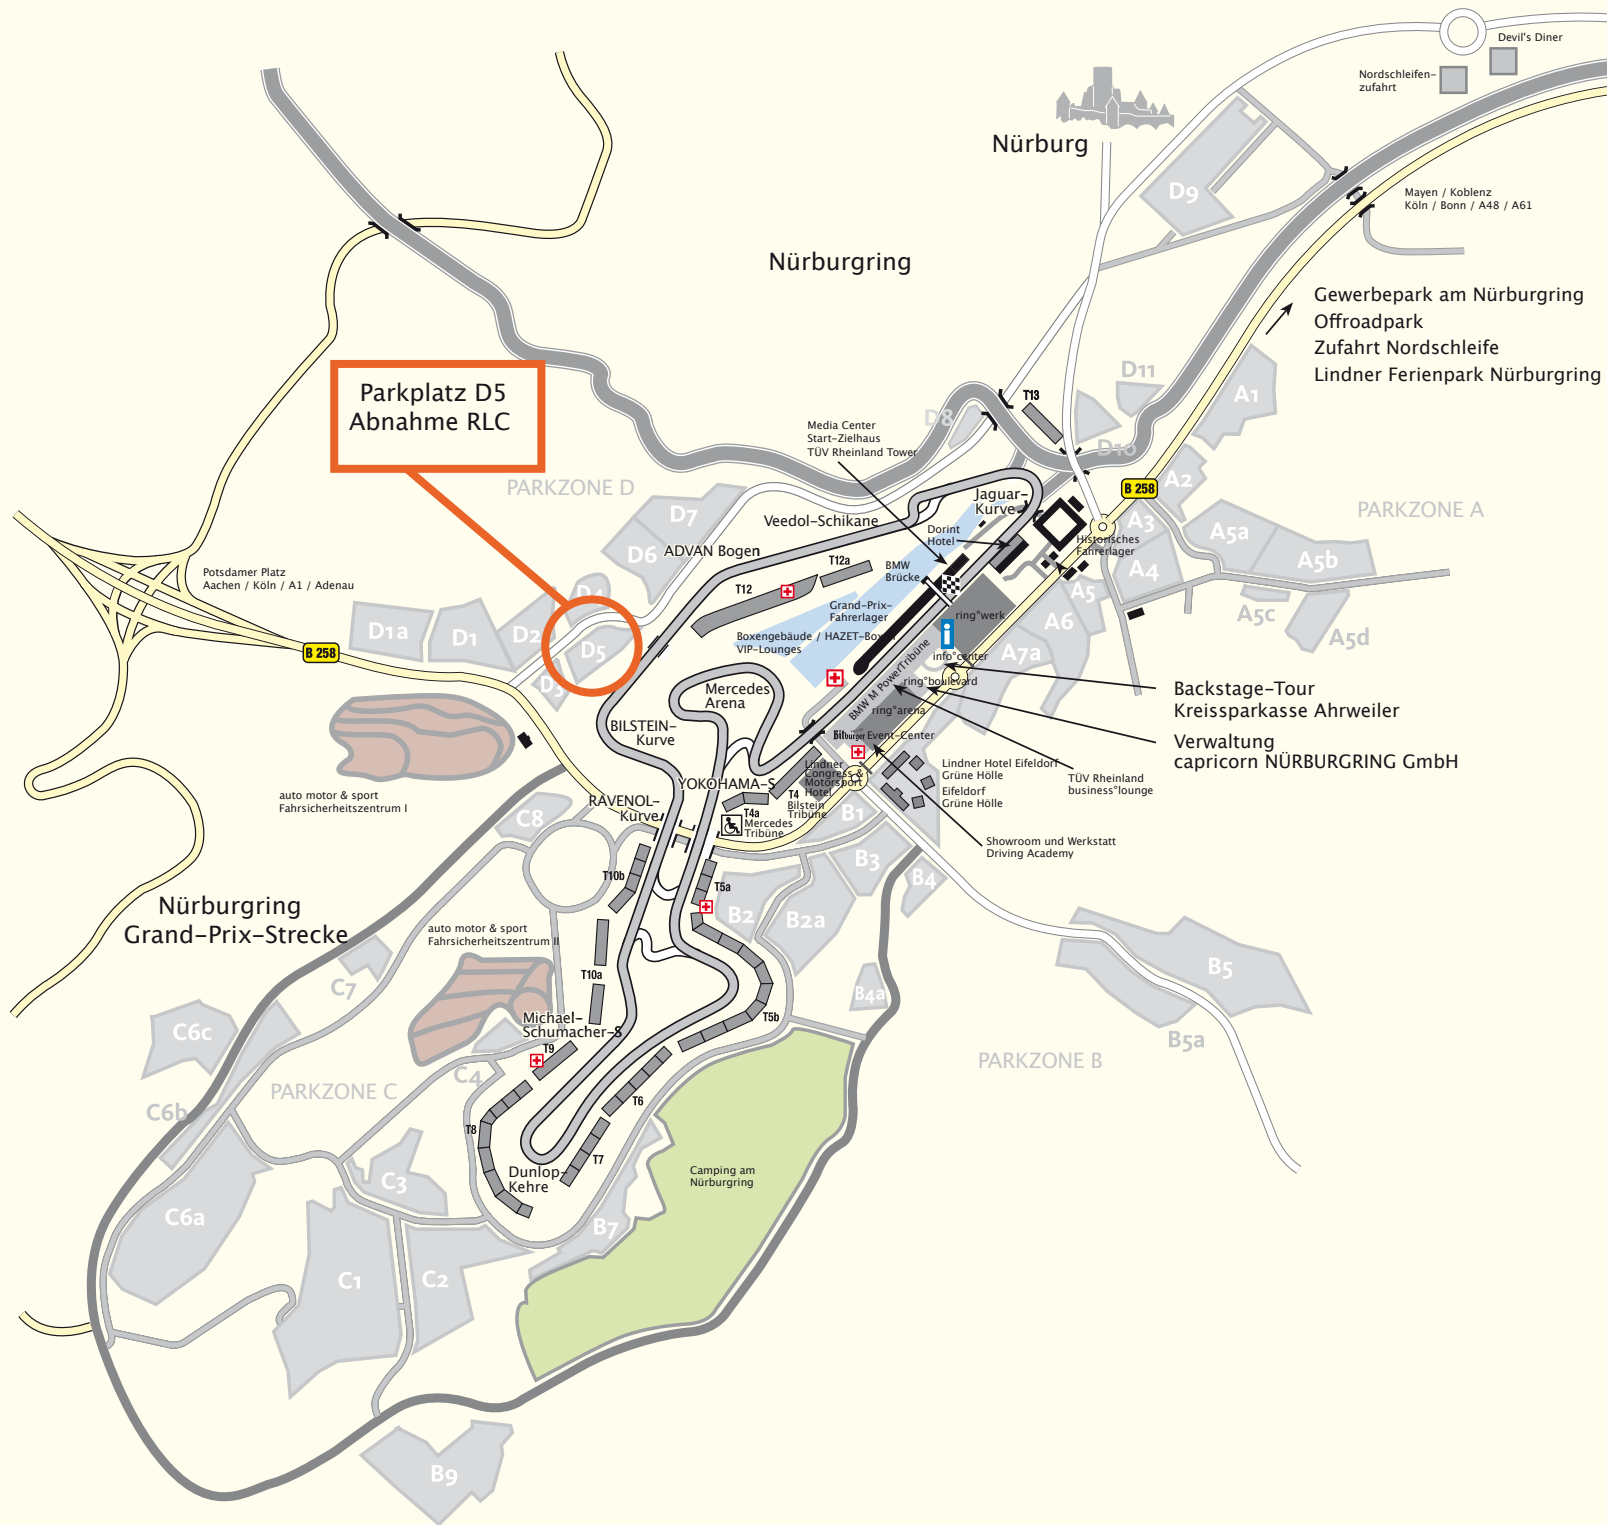 Devil's Diner
Nordschleifen-
zufahrt
Nürburg
D9
Mayen / Koblenz
Köln / Bonn / A48 / A61
Nürburgring
Gewerbepark am Nürburgring
Offroadpark
Zufahrt Nordschleife
Lindner Ferienpark Nürburgring
Parkplatz D5
Abnahme RLC
D11
A1
T13
D8
D10
Media Center
Start-Zielhaus
TÜV Rheinland Tower
PARKZONE D
A2
B 258
PARKZONE A
Jaguar-
Kurve
D7
Veedol-Schikane
A3
A5a
A5b
Dorint
Hotel
Historisches
Fahrerlager
D6
ADVAN Bogen
T12a
BMW
Brücke
A4
Potsdamer Platz
Aachen / Köln / A1 / Adenau
D4
T12
A5
A5c
Grand-Prix-
Fahrerlager
ring°werk
A6
A5d
D1a
D1
D2
D5
Boxengebäude / HAZET-Box
VIP-Lounges
B 258
i
info°center
A7a
BMW M PowerTribüne
D3
ring°boulevard
Backstage-Tour
Kreissparkasse Ahrweiler
Mercedes
Arena
ring°arena
BILSTEIN-
Kurve
Bitburger Event-Center
Verwaltung
capricorn NÜRBURGRING GmbH
Lindner
Congress &
Motorsport
Hotel
Lindner Hotel Eifeldorf
Grüne Hölle
Eifeldorf
Grüne Hölle
TÜV Rheinland
business°lounge
auto motor & sport
Fahrsicherheitszentrum I
YOKOHAMA-S
T4
Bilstein
Tribüne
RAVENOL-
Kurve
T4a
Mercedes
Tribüne
B1
C8
Showroom und Werkstatt
Driving Academy
B3
B4
T10b
T5a
B2
B2a
Nürburgring
Grand-Prix-Strecke
auto motor & sport
Fahrsicherheitszentrum II
B5
C7
T10a
B4a
C6c
Michael-
Schumacher-S
T5b
B5a
T9
PARKZONE B
C4
PARKZONE C
C6b
T6
T8
T7
Dunlop-
Kehre
Camping am
Nürburgring
C3
C6a
B7
C1
C2
B9